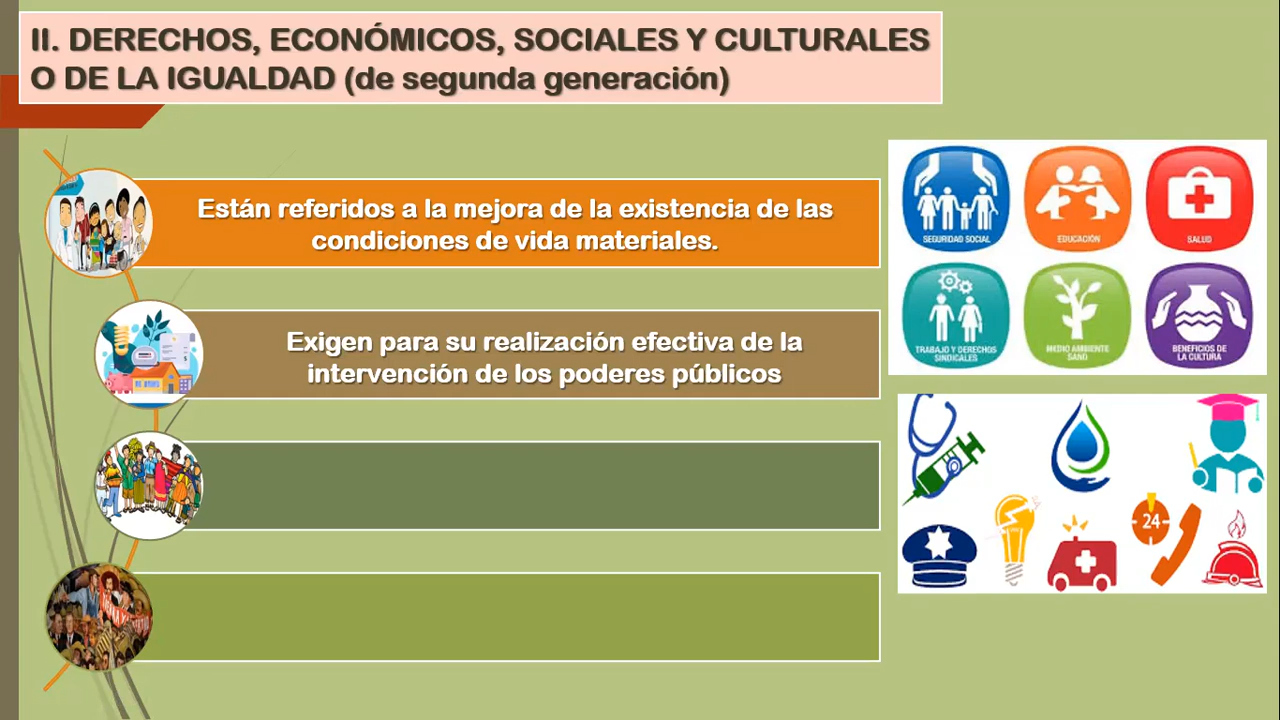 II. DERECHOS, ECONÓMICOS, SOCIALES Y CULTURALES
O DE LA IGUALDAD (de segunda generación)
Están referidos a la mejora de la existencia de las
condiciones de vida materiales.
Exigen para su realización efectiva de la
intervención de los poderes públicos
SEGURIDAD SOCIAL
EDUCACIÓN
SALUD
TRABAJO Y DERECHOS
SINDICALES
MEDIO AMBIENTE
SANO
BENEFICIOS DE
LA CULTURA
24